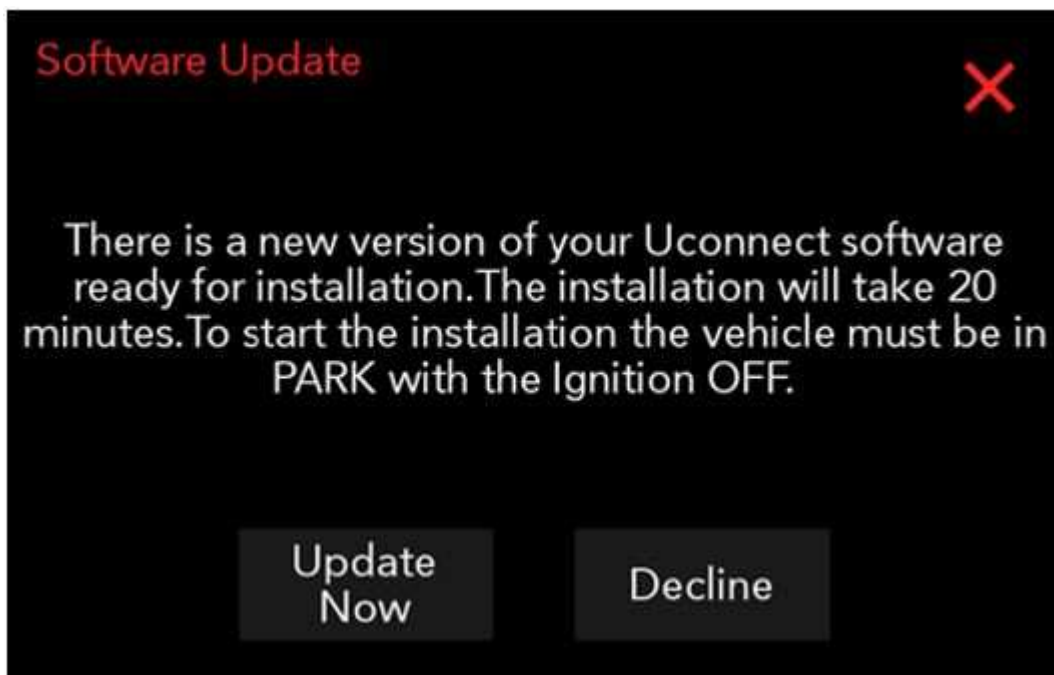 Software Update
There is a new version of your Uconnect software
ready for installation.The installation will take 20
minutes.To start the installation the vehicle must be in
PARK with the Ignition OFF.
Update
Now
Decline